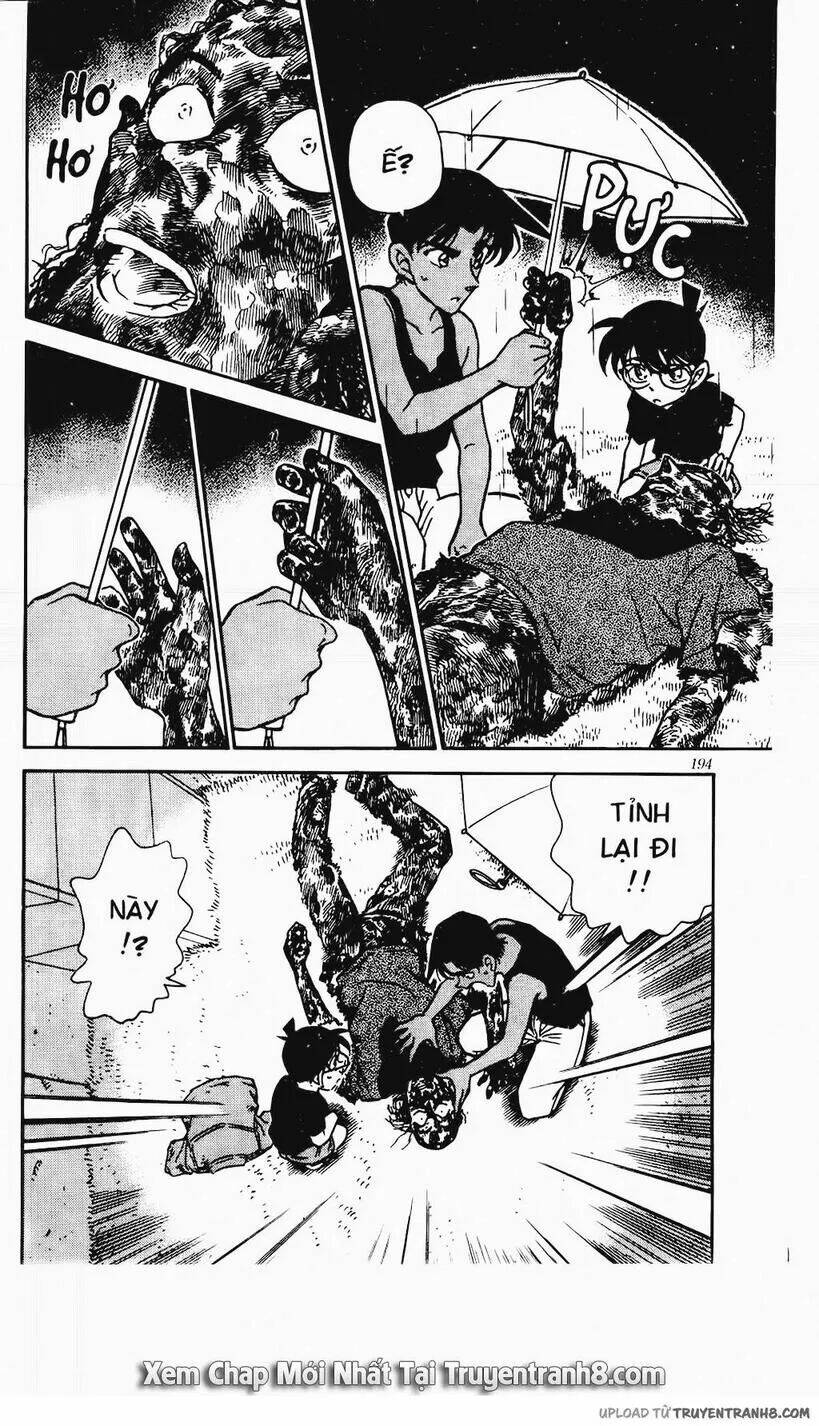 HƠ
HƠ
Ế?
PỰC
194
TỈNH
LẠI ĐI
!!
NÀY
!?
Xem Chap Mới Nhất Tại Truyentranh8.com
UPLOAD TỪ TRUYENTRANH8.COM